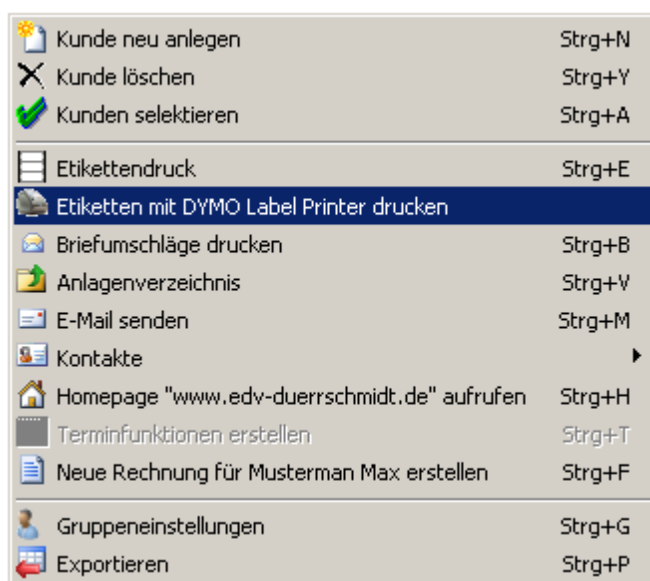 Kunde neu anlegen Strg+N
Kunde löschen Strg+Y
Kunden selektieren Strg+A
Etikettendruck Strg+E
Etiketten mit DYMO Label Printer drucken
Briefumschläge drucken Strg+B
Anlagenverzeichnis Strg+V
E-Mail senden Strg+M
Kontakte
Homepage "www.edv-duerrschmidt.de" aufrufen Strg+H
Terminfunktionen erstellen Strg+T
Neue Rechnung für Musterman Max erstellen Strg+F
Gruppeneinstellungen Strg+G
Exportieren Strg+P